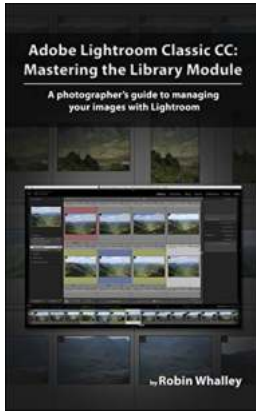 Adobe Lightroom Classic CC:
Mastering the Library Module
A photographer's guide to managing
your images with Lightroom
by Robin Whalley